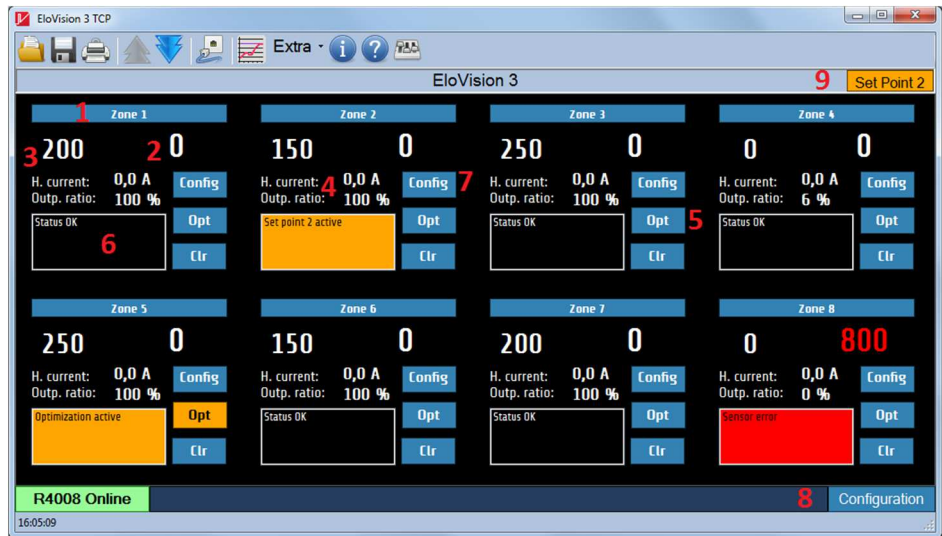 EloVision 3 TCP
Extra
EloVision 3
9
Set Point 2
1
Zone 1
Zone 2
Zone 3
Zone 4
3
200
2
0
150
0
250
0
0
0
H. current: 0,0 A
Config
H. current: 0,0 A
Config
7
H. current: 0,0 A
Config
H. current: 0,0 A
Config
4
Outp. ratio: 100 %
Outp. ratio: 100 %
Outp. ratio: 100 %
Outp. ratio: 6 %
Status OK
Opt
Set point 2 active
Opt
Status OK
Opt
5
Status OK
Opt
6
Clr
Clr
Clr
Clr
Zone 5
Zone 6
Zone 7
Zone 8
250
0
150
0
200
0
0
800
H. current: 0,0 A
Config
H. current: 0,0 A
Config
H. current: 0,0 A
Config
H. current: 0,0 A
Config
Outp. ratio: 100 %
Outp. ratio: 100 %
Outp. ratio: 100 %
Outp. ratio: 0 %
Optimization active
Opt
Status OK
Opt
Status OK
Opt
Sensor error
Opt
Clr
Clr
Clr
Clr
R4008 Online
8
Configuration
16:05:09